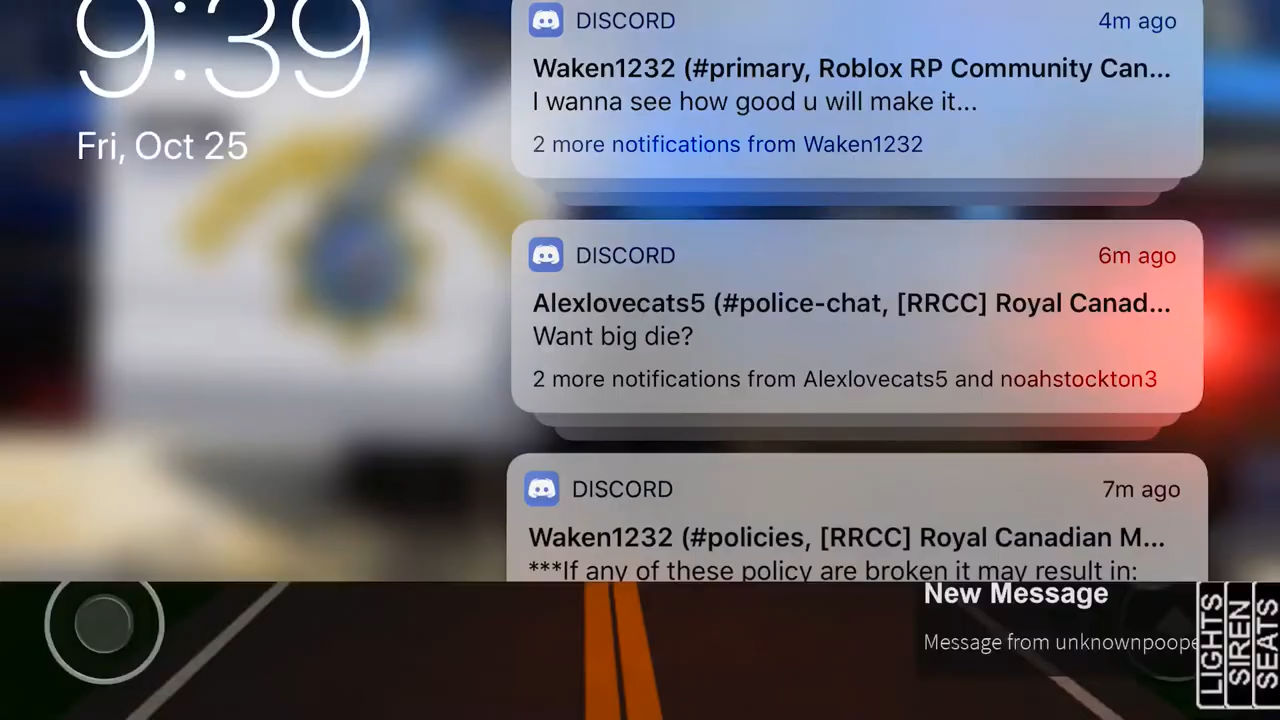 9:39
Fri, Oct 25
DISCORD 4m ago
Waken1232 (#primary, Roblox RP Community Can...
I wanna see how good u will make it...
2 more notifications from Waken1232
DISCORD 6m ago
Alexlovecats5 (#police-chat, [RRCC] Royal Canad...
Want big die?
2 more notifications from Alexlovecats5 and noahstockton3
DISCORD 7m ago
Waken1232 (#policies, [RRCC] Royal Canadian M...
***If any of these policy are broken it may result in:
New Message
Message from unknownpoope
LIGHTS
SIREN
SEATS